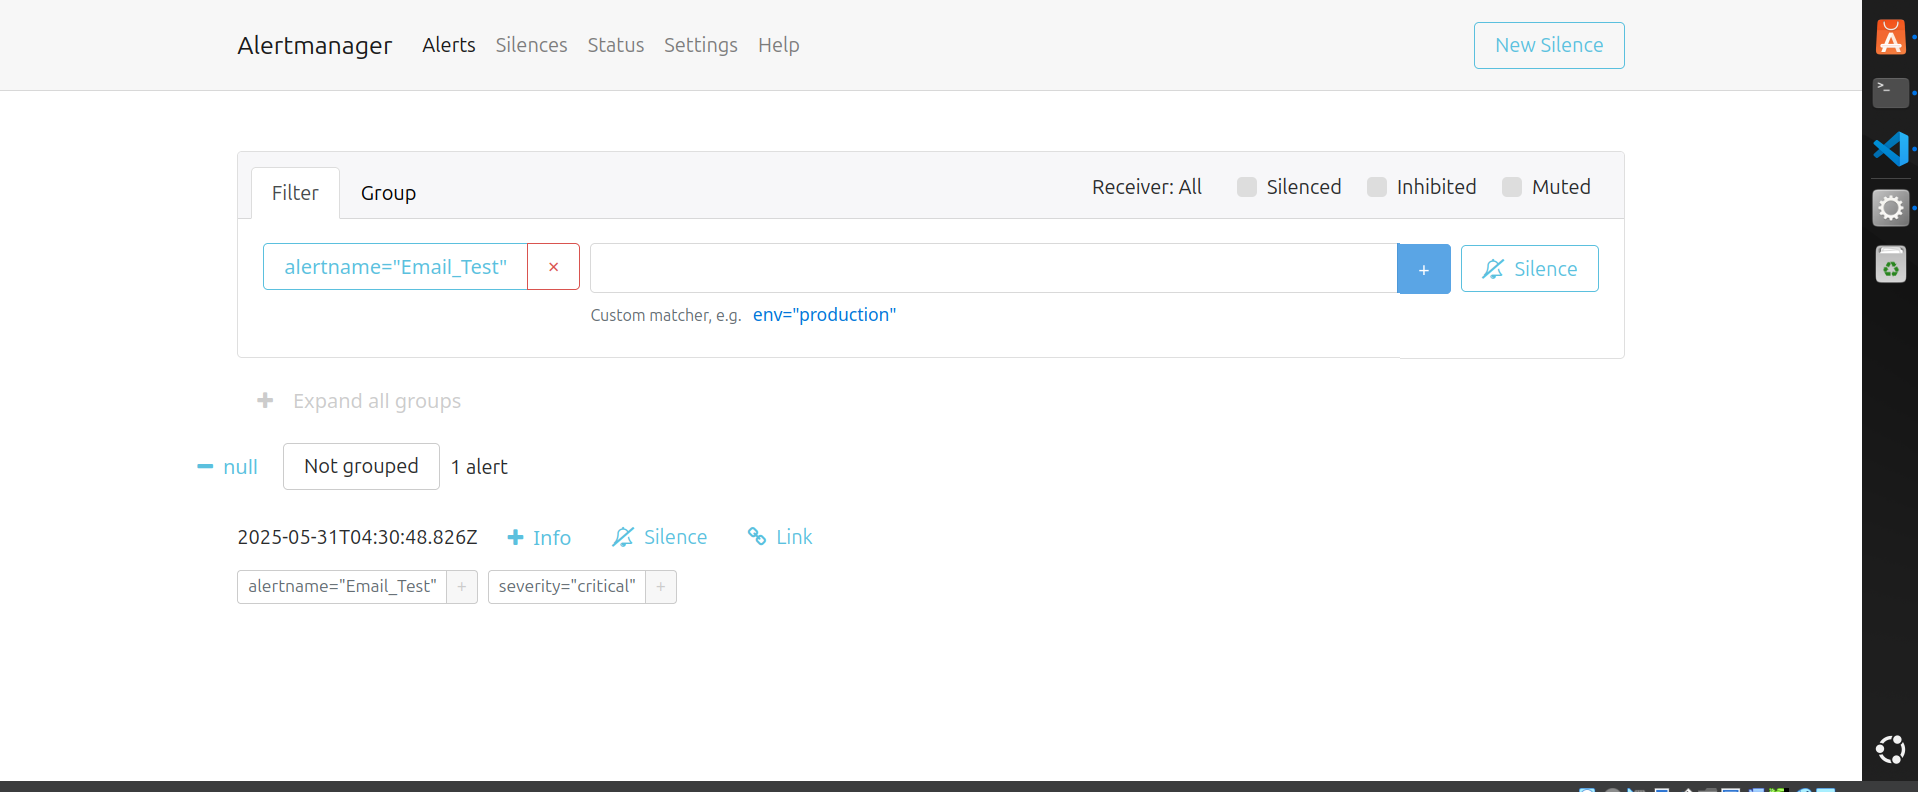 Alertmanager Alerts Silences Status Settings Help New Silence
Filter Group Receiver: All Silenced Inhibited Muted
alertname="Email_Test" × + Silence
Custom matcher, e.g. env="production"
+ Expand all groups
− null Not grouped 1 alert
2025-05-31T04:30:48.826Z + Info Silence Link
alertname="Email_Test" + severity="critical" +